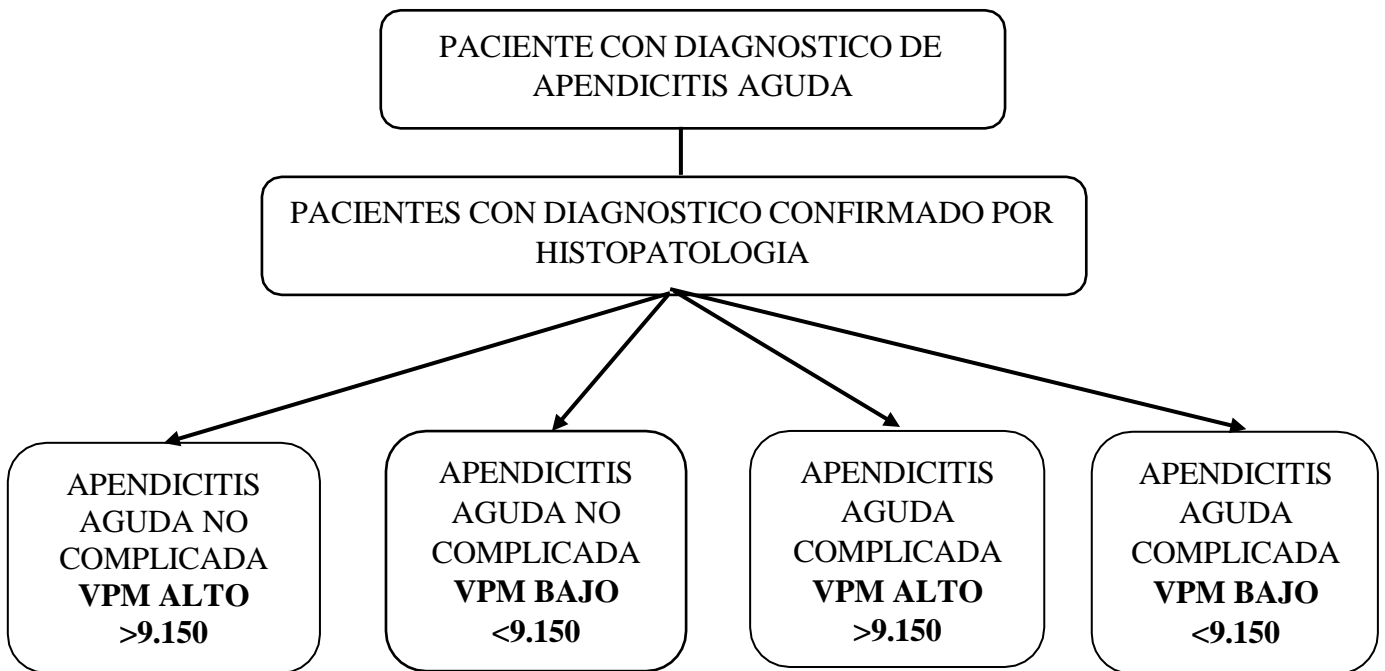 PACIENTE CON DIAGNOSTICO DE
APENDICITIS AGUDA
PACIENTES CON DIAGNOSTICO CONFIRMADO POR
HISTOPATOLOGIA
APENDICITIS
AGUDA NO
COMPLICADA
VPM ALTO
>9.150
APENDICITIS
AGUDA NO
COMPLICADA
VPM BAJO
<9.150
APENDICITIS
AGUDA
COMPLICADA
VPM ALTO
>9.150
APENDICITIS
AGUDA
COMPLICADA
VPM BAJO
<9.150